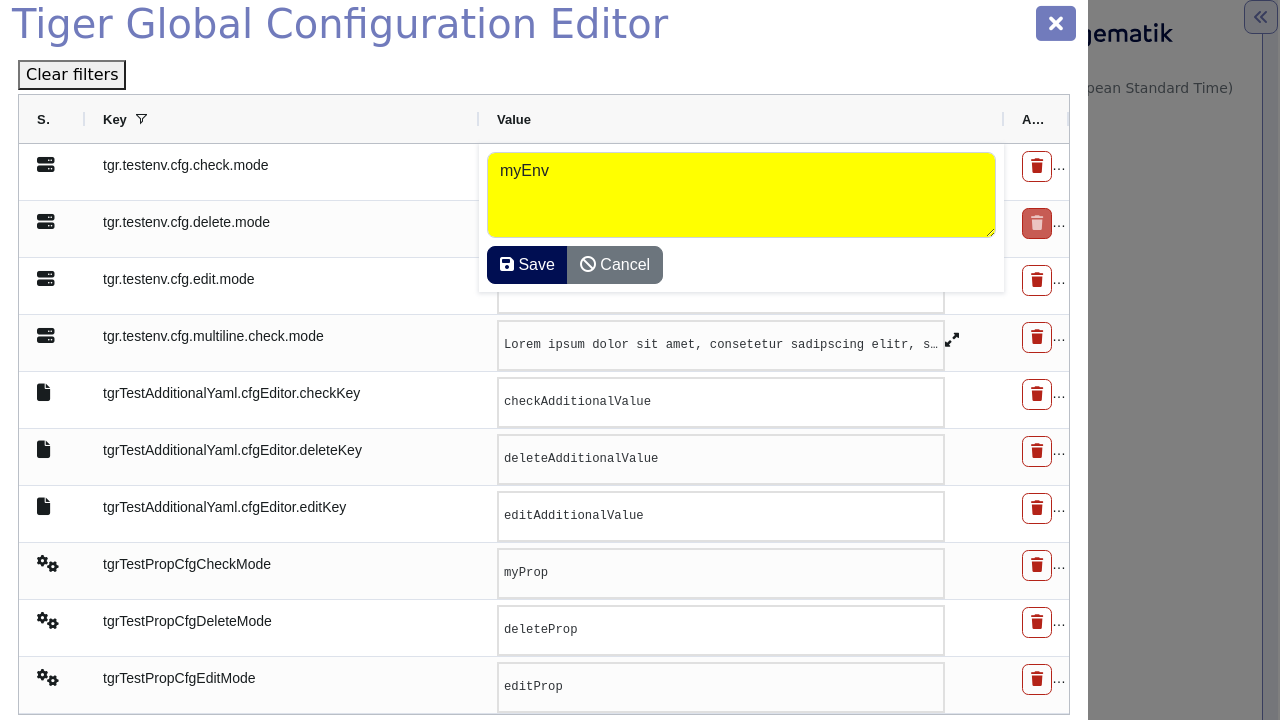 Tiger Global Configuration Editor
gematik
pean Standard Time)
Clear filters
S.
Key
Value
A...
tgr.testenv.cfg.check.mode
myEnv
...
tgr.testenv.cfg.delete.mode
...
Save
Cancel
tgr.testenv.cfg.edit.mode
...
tgr.testenv.cfg.multiline.check.mode
Lorem ipsum dolor sit amet, consetetur sadipscing elitr, s…
...
tgrTestAdditionalYaml.cfgEditor.checkKey
checkAdditionalValue
...
tgrTestAdditionalYaml.cfgEditor.deleteKey
deleteAdditionalValue
...
tgrTestAdditionalYaml.cfgEditor.editKey
editAdditionalValue
...
tgrTestPropCfgCheckMode
myProp
...
tgrTestPropCfgDeleteMode
deleteProp
...
tgrTestPropCfgEditMode
editProp
...